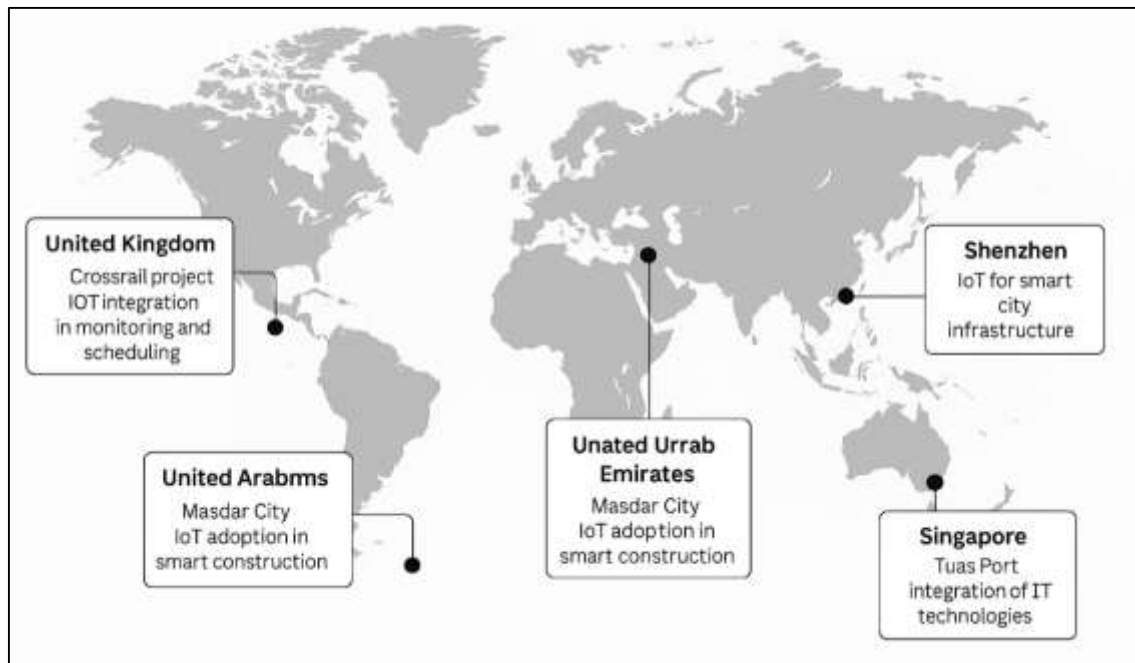 United Kingdom
Crossrail project
IOT integration
in monitoring and
scheduling
Shenzhen
IoT for smart
city
infrastructure
United Arabms
Masdar City
IoT adoption in
smart construction
Unated Urrab
Emirates
Masdar City
IoT adoption in
smart construction
Singapore
Tuas Port
integration of IT
technologies